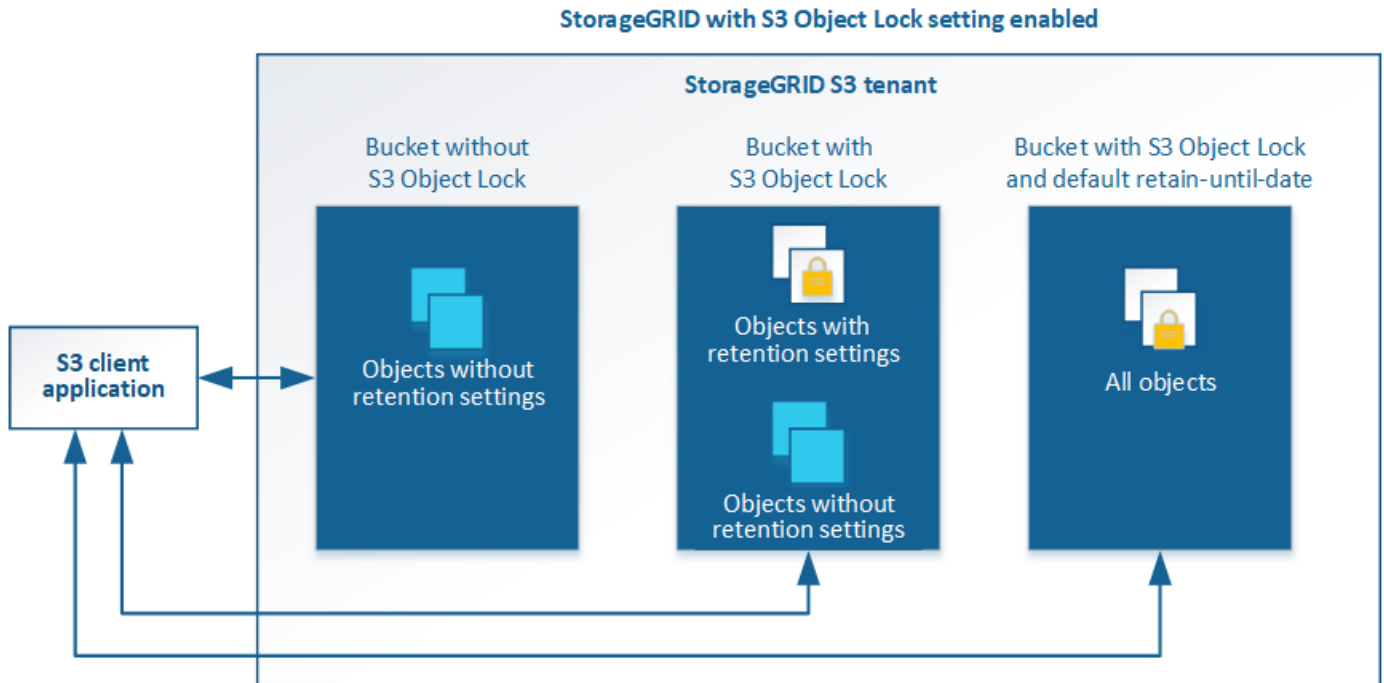 StorageGRID with S3 Object Lock setting enabled
StorageGRID S3 tenant
Bucket without
S3 Object Lock
Bucket with
S3 Object Lock
Bucket with S3 Object Lock
and default retain-until-date
S3 client
application
Objects without
retention settings
Objects with
retention settings
Objects without
retention settings
All objects